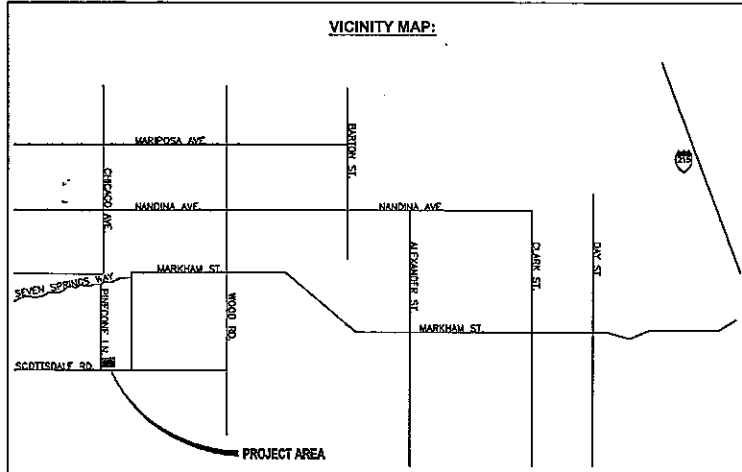 VICINITY MAP:
MARIPOSA AVE.
BARTON ST.
215
CHICAGO AVE.
NANDINA AVE.
NANDINA AVE.
MARKHAM ST.
SEVEN SPRINGS WAY
PINECONE LN.
WOOD RD.
ALEXANDER ST.
CLARK ST.
DAY ST.
MARKHAM ST.
SCOTTSDALE RD.
PROJECT AREA